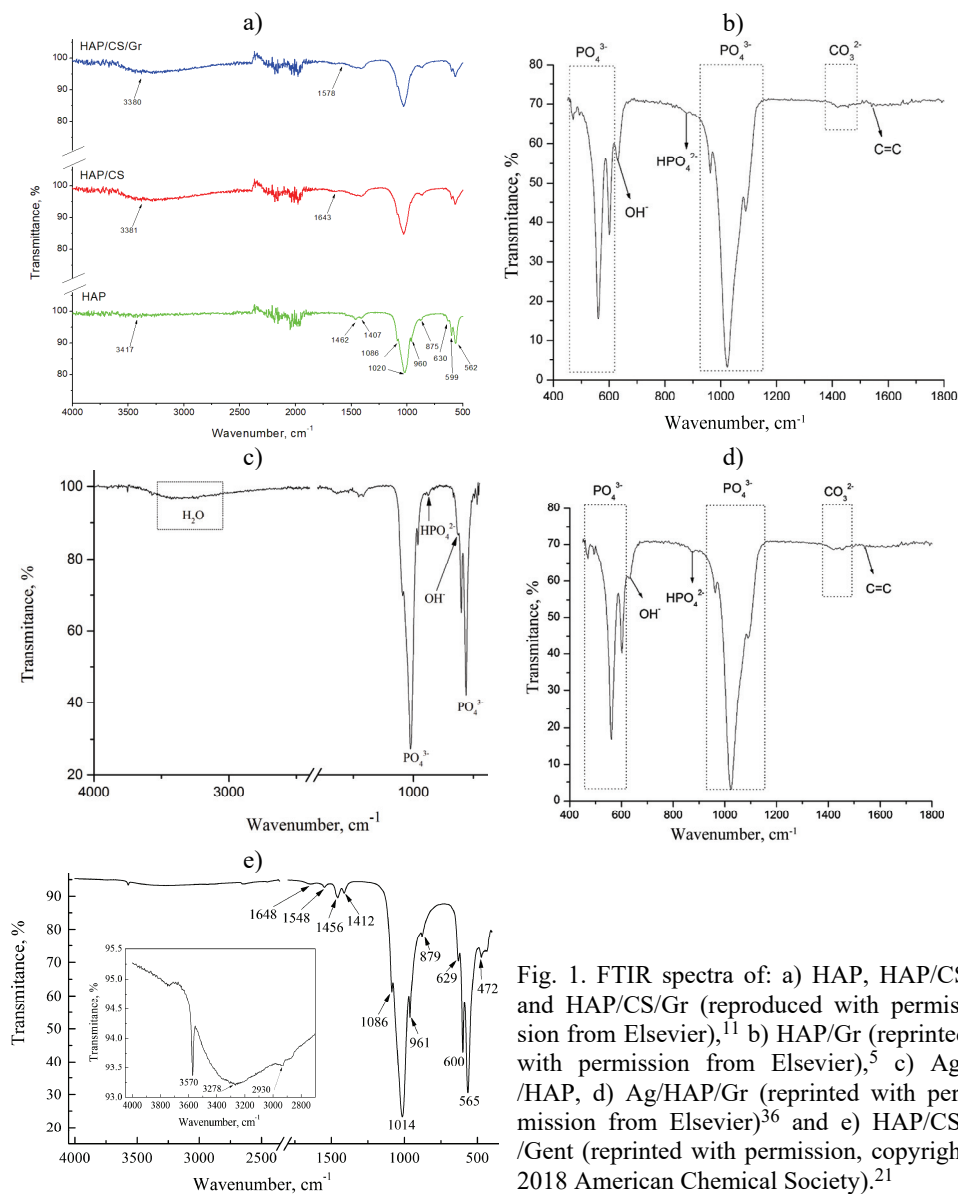 a)
HAP/CS/Gr
100
90
80
3380
1578
HAP/CS
100
90
80
3381
1643
HAP
100
90
80
3417
1462
1407
1086
1020
960
875
630
599
562
Transmittance, %
4000 3500 3000 2500 2000 1500 1000 500
Wavenumber, cm-1
b)
PO₄³⁻ PO₄³⁻ CO₃²⁻
80
70
60
50
40
30
20
10
0
HPO₄²⁻
OH⁻
C=C
Transmitance, %
400 600 800 1000 1200 1400 1600 1800
Wavenumber, cm-1
c)
100
80
60
40
20
H₂O
HPO₄²⁻
OH⁻
PO₄³⁻
PO₄³⁻
Transmitance, %
4000 3000 1000
Wavenumber, cm-1
d)
PO₄³⁻ PO₄³⁻ CO₃²⁻
80
70
60
50
40
30
20
10
0
OH⁻
HPO₄²⁻
C=C
Transmitance, %
400 600 800 1000 1200 1400 1600 1800
Wavenumber, cm-1
e)
90
80
70
60
50
40
30
20
1648
1548
1456
1412
1086
1014
961
879
629
600
565
472
Transmittance, %
95.5
95.0
94.5
94.0
93.5
93.0
3570
3278
2930
Transmittance, %
4000 3800 3600 3400 3200 3000 2800
Wavenumber, cm-1
4000 3500 3000 2500 2000 1500 1000 500
Wavenumber, cm-1
Fig. 1. FTIR spectra of: a) HAP, HAP/CS
and HAP/CS/Gr (reproduced with permis-
sion from Elsevier),¹¹ b) HAP/Gr (reprinted
with permission from Elsevier),⁵ c) Ag
/HAP, d) Ag/HAP/Gr (reprinted with per-
mission from Elsevier)³⁶ and e) HAP/CS
/Gent (reprinted with permission, copyright
2018 American Chemical Society).²¹